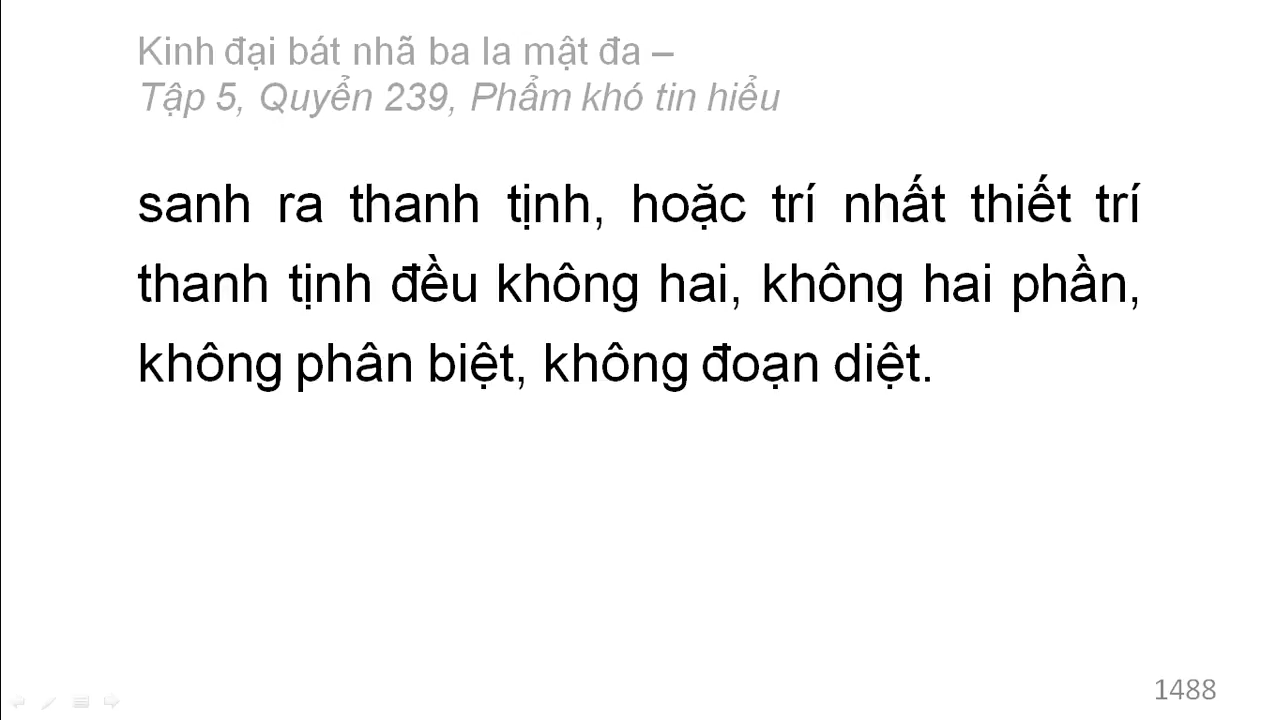 Kinh đại bát nhã ba la mật đa –
Tập 5, Quyển 239, Phẩm khó tin hiểu
sanh ra thanh tịnh, hoặc trí nhất thiết trí
thanh tịnh đều không hai, không hai phần,
không phân biệt, không đoạn diệt.
1488